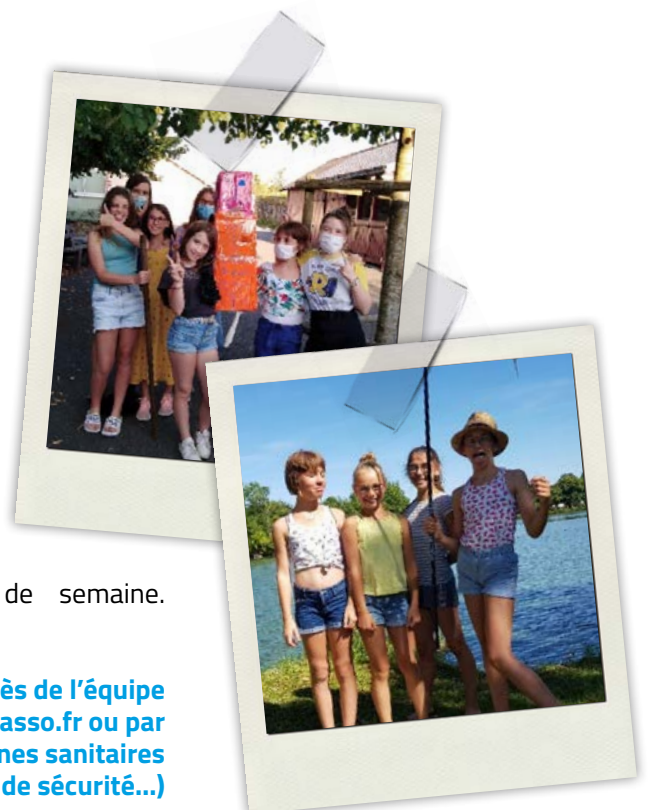 de semaine.
ès de l’équipe
asso.fr ou par
nes sanitaires
de sécurité...)